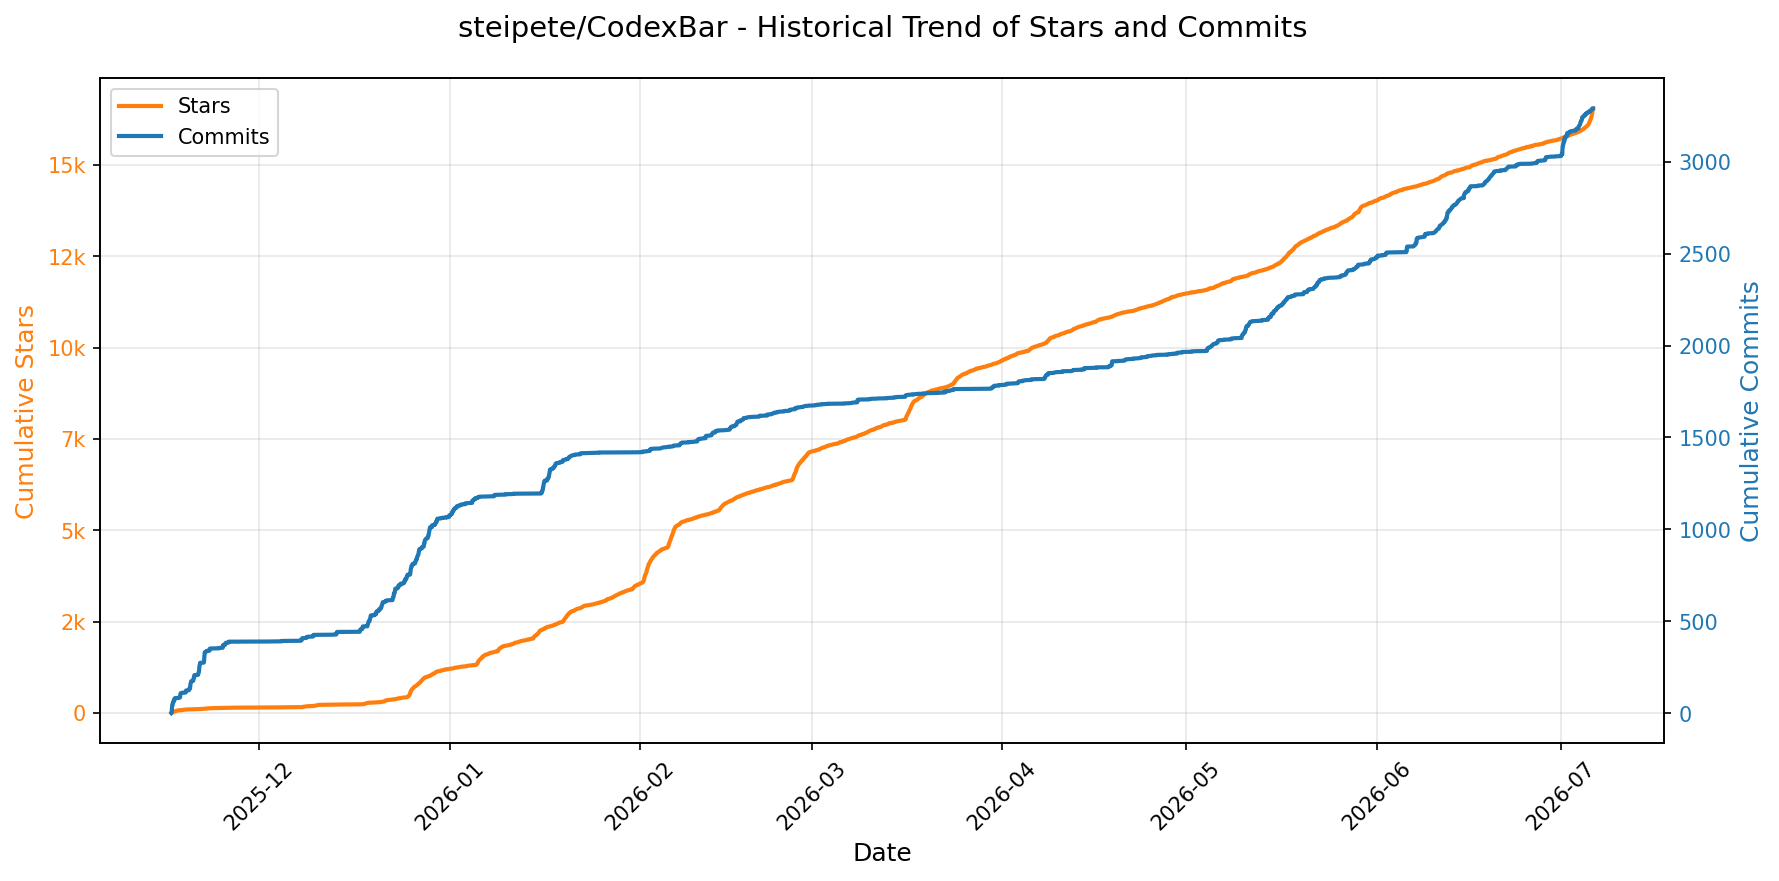 steipete/CodexBar - Historical Trend of Stars and Commits
Stars
Commits
Cumulative Stars
15k
12k
10k
7k
5k
2k
0
Cumulative Commits
3000
2500
2000
1500
1000
500
0
2025-12
2026-01
2026-02
2026-03
2026-04
2026-05
2026-06
2026-07
Date